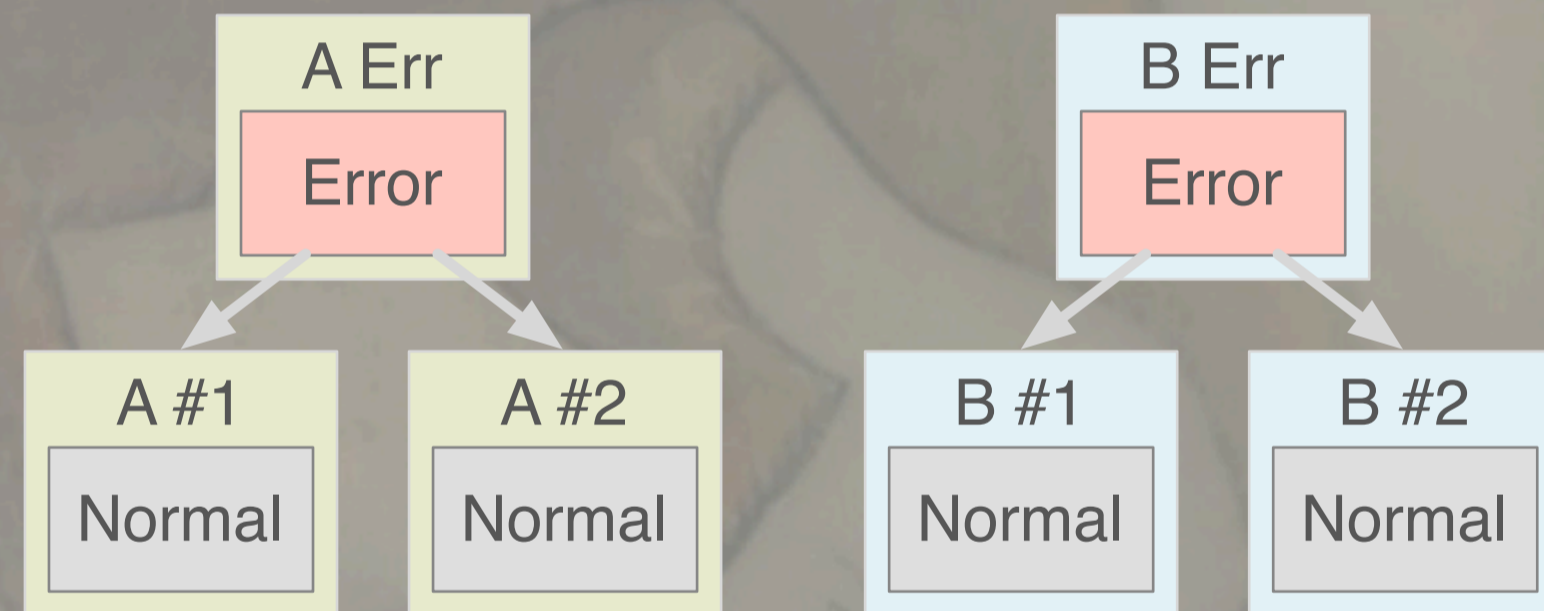 A Err
Error
B Err
Error
A #1
Normal
A #2
Normal
B #1
Normal
B #2
Normal